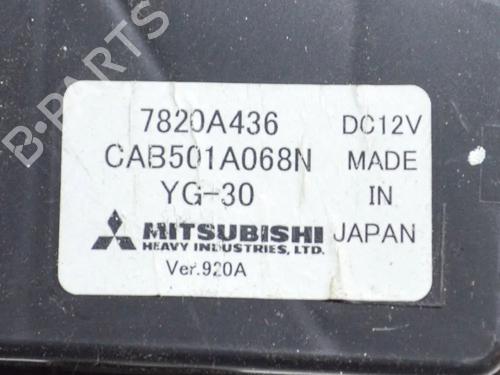 B-PARTS
7820A436 DC12V
CAB501A068N MADE
YG-30 IN
MITSUBISHI JAPAN
HEAVY INDUSTRIES, LTD.
Ver.920A